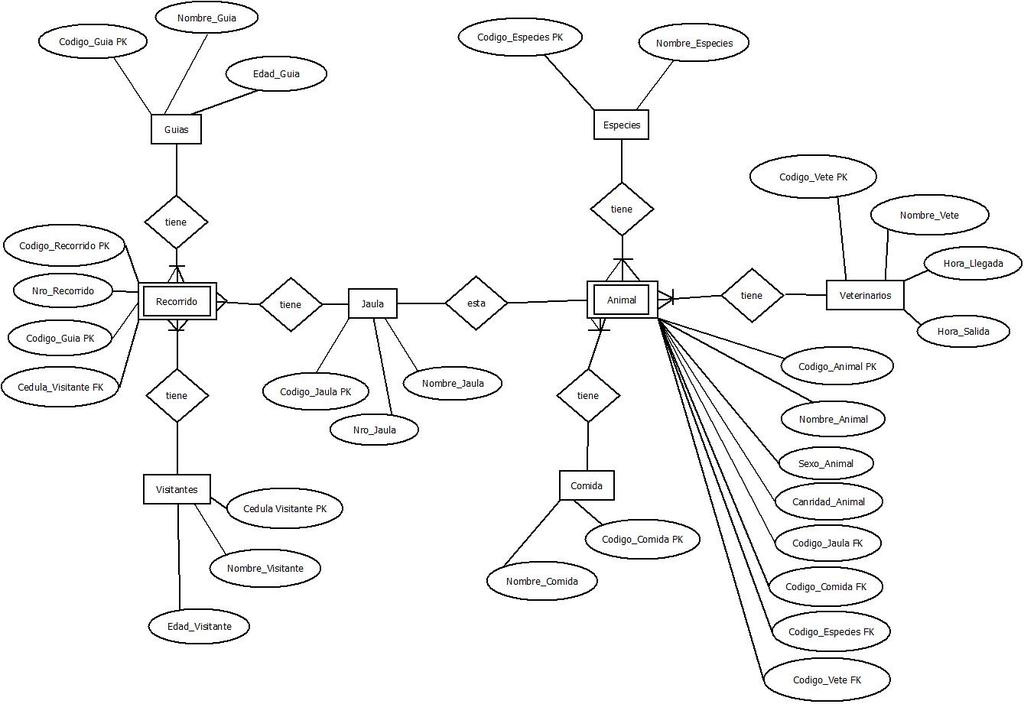 Nombre_Guia
Codigo_Guia PK
Edad_Guia
Guias
tiene
Codigo_Recorrido PK
Nro_Recorrido
Codigo_Guia PK
Cedula_Visitante FK
Recorrido
tiene
Visitantes
Cedula Visitante PK
Nombre_Visitante
Edad_Visitante
tiene
Jaula
Codigo_Jaula PK
Nombre_Jaula
Nro_Jaula
esta
Codigo_Especies PK
Nombre_Especies
Especies
tiene
Animal
tiene
Comida
Codigo_Comida PK
Nombre_Comida
tiene
Codigo_Vete PK
Nombre_Vete
Hora_Llegada
Veterinarios
Hora_Salida
Codigo_Animal PK
Nombre_Animal
Sexo_Animal
Canridad_Animal
Codigo_Jaula FK
Codigo_Comida FK
Codigo_Especies FK
Codigo_Vete FK